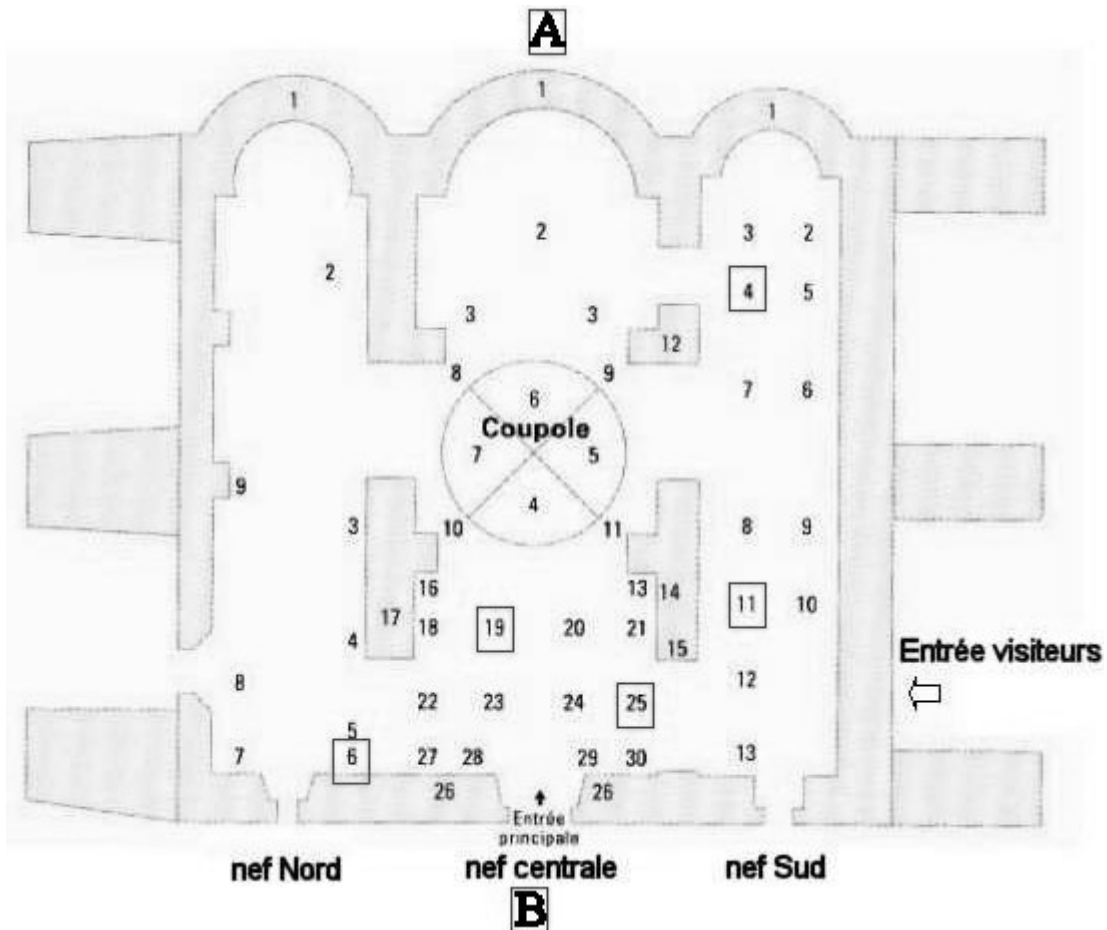 A
1 1 1
2 3 2
2 4 5
3 3 12
8 9 7 6
6
Coupole
7 5
9 4
3 10 11 8 9
16 13 14 11 10
17 18 19 20 21
4 15
Entrée visiteurs
8 12
22 23 24 25
5
7 6 27 28 29 30 13
26 26
Entrée
principale
nef Nord nef centrale nef Sud
B